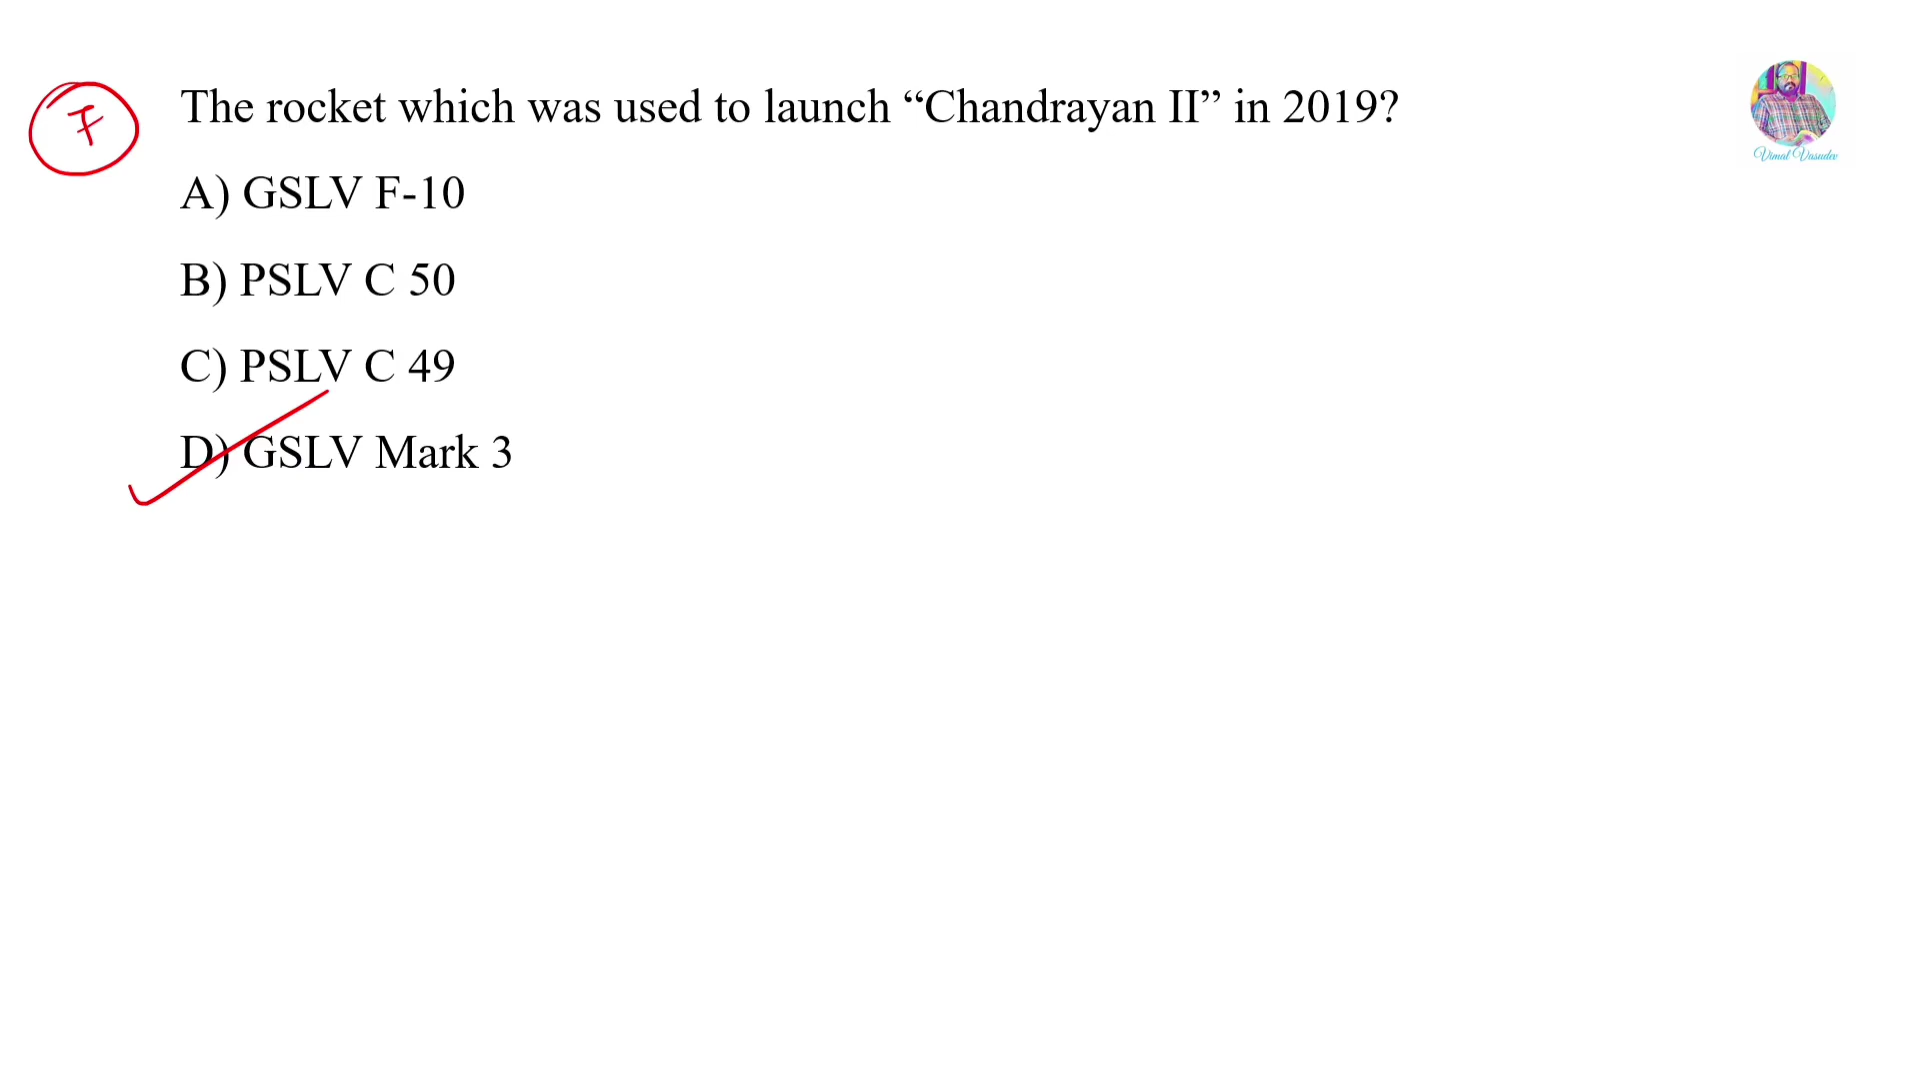 7 The rocket which was used to launch “Chandrayan II” in 2019?
A) GSLV F-10
B) PSLV C 50
C) PSLV C 49
D) GSLV Mark 3
Vimal Vasudev